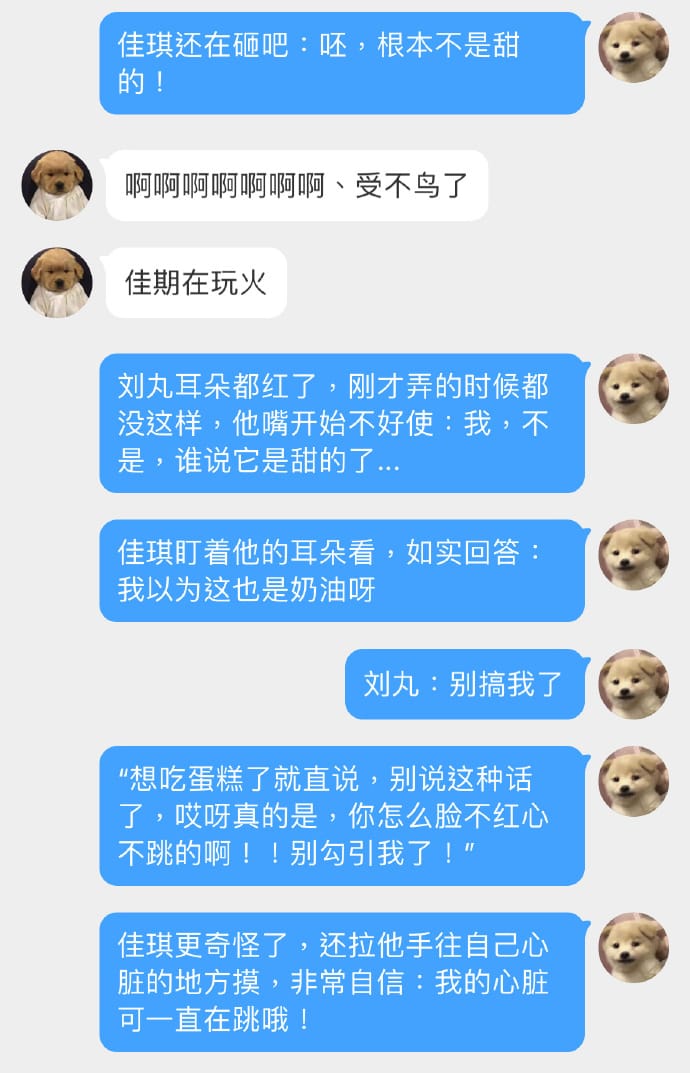 佳琪还在砸吧：呸，根本不是甜
的！
啊啊啊啊啊啊啊、受不鸟了
佳期在玩火
刘丸耳朵都红了，刚才弄的时候都
没这样，他嘴开始不好使：我，不
是，谁说它是甜的了...
佳琪盯着他的耳朵看，如实回答：
我以为这也是奶油呀
刘丸：别搞我了
“想吃蛋糕了就直说，别说这种话
了，哎呀真的是，你怎么脸不红心
不跳的啊！！别勾引我了！”
佳琪更奇怪了，还拉他手往自己心
脏的地方摸，非常自信：我的心脏
可一直在跳哦！